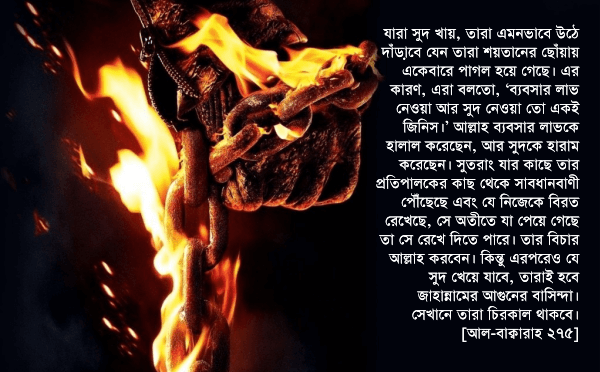 যারা সুদ খায়, তারা এমনভাবে উঠে
দাঁড়াবে যেন তারা শয়তানের ছোঁয়ায়
একেবারে পাগল হয়ে গেছে। এর
কারণ, এরা বলতো, ‘ব্যবসার লাভ
নেওয়া আর সুদ নেওয়া তো একই
জিনিস।’ আল্লাহ ব্যবসার লাভকে
হালাল করেছেন, আর সুদকে হারাম
করেছেন। সুতরাং যার কাছে তার
প্রতিপালকের কাছ থেকে সাবধানবাণী
পৌঁছেছে এবং যে নিজেকে বিরত
রেখেছে, সে অতীতে যা পেয়ে গেছে
তা সে রেখে দিতে পারে। তার বিচার
আল্লাহ করবেন। কিন্তু এরপরেও যে
সুদ খেয়ে যাবে, তারাই হবে
জাহান্নামের আগুনের বাসিন্দা।
সেখানে তারা চিরকাল থাকবে।
[আল-বাক্বারাহ ২৭৫]